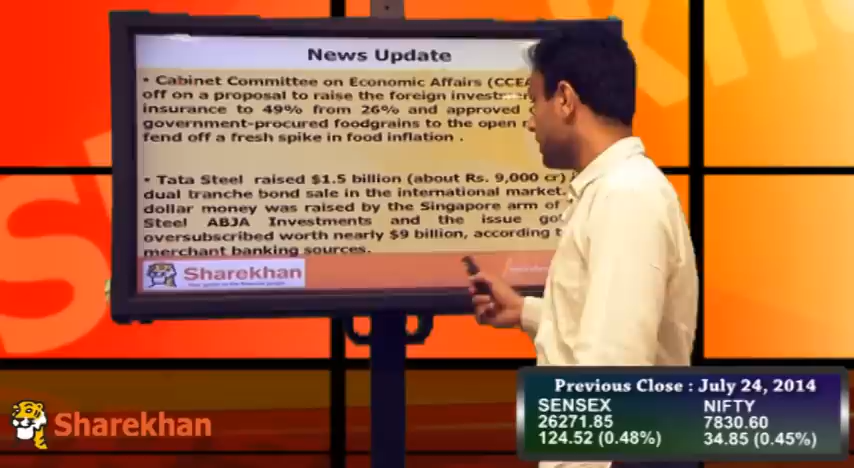 News Update
• Cabinet Committee on Economic Affairs (CCEA
off on a proposal to raise the foreign
insurance to 49% from 26% and approved
government-procured foodgrains to the open
fend off a fresh spike in food inflation .
• Tata Steel raised $1.5 billion (about Rs. 9,000 cr)
dual tranche bond sale in the international market.
dollar money was raised by the Singapore arm of
Steel ABJA Investments and the issue
oversubscribed worth nearly $9 billion, according
merchant banking sources.
Sharekhan
Sharekhan
Previous Close : July 24, 2014
SENSEX NIFTY
26271.85 7830.60
124.52 (0.48%) 34.85 (0.45%)